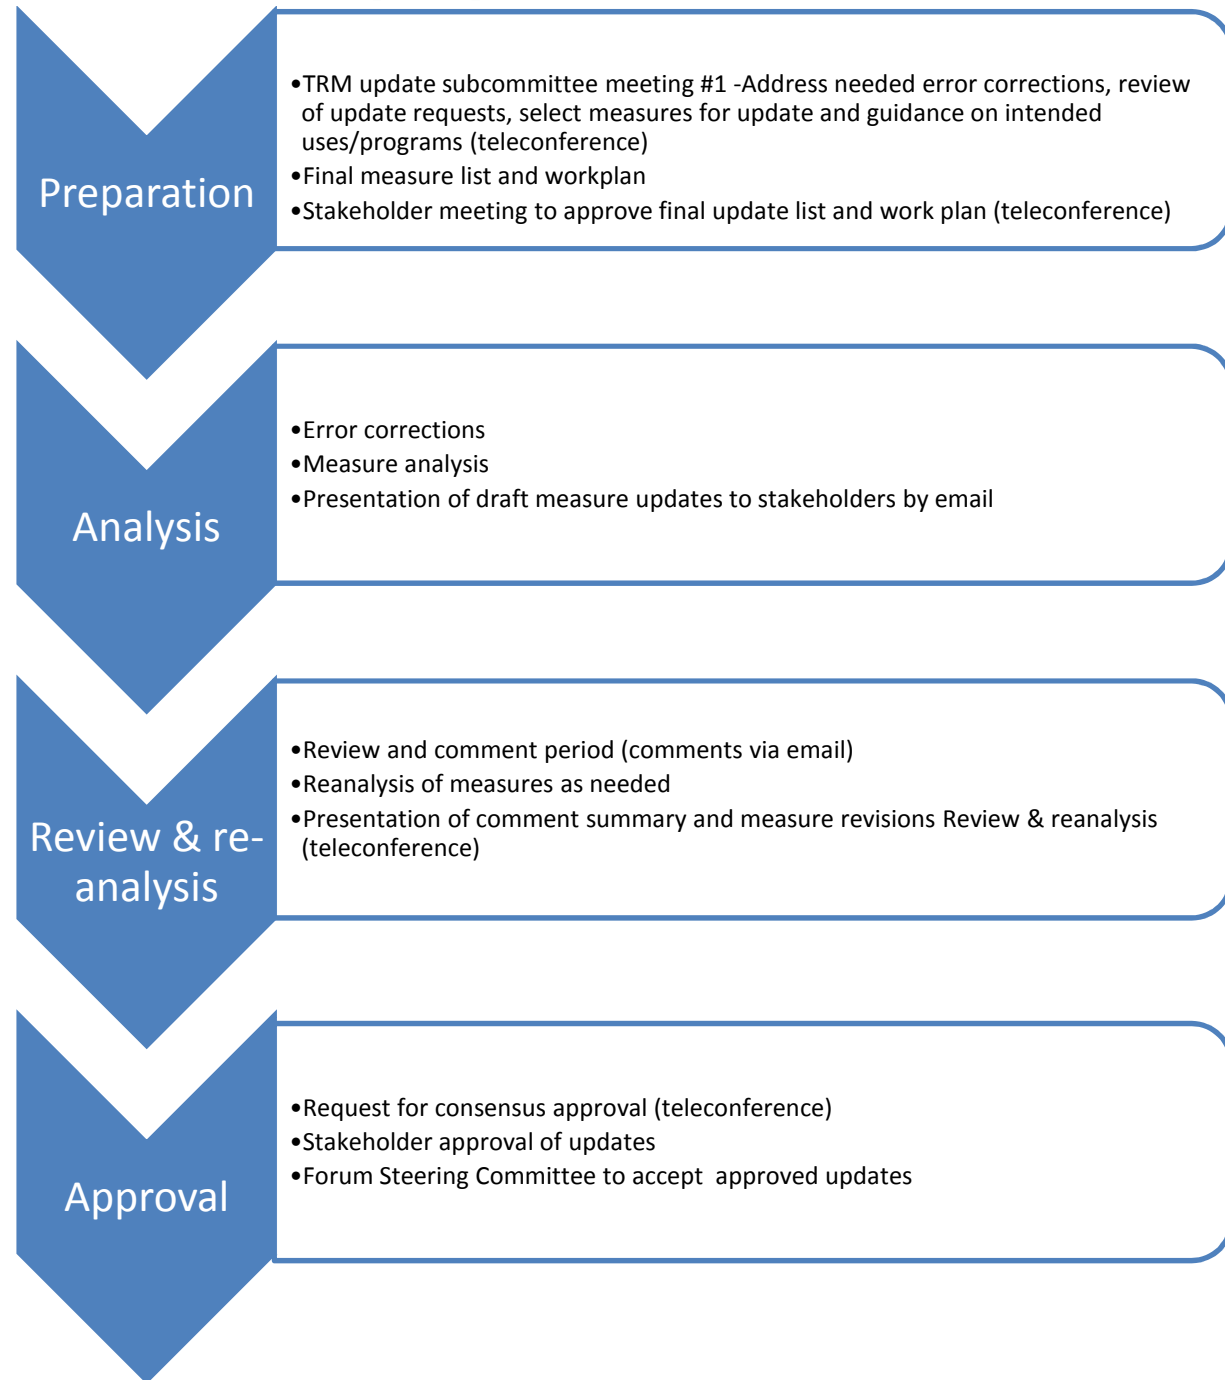 Preparation
•TRM update subcommittee meeting #1 -Address needed error corrections, review
of update requests, select measures for update and guidance on intended
uses/programs (teleconference)
•Final measure list and workplan
•Stakeholder meeting to approve final update list and work plan (teleconference)
Analysis
•Error corrections
•Measure analysis
•Presentation of draft measure updates to stakeholders by email
Review & re-
analysis
•Review and comment period (comments via email)
•Reanalysis of measures as needed
•Presentation of comment summary and measure revisions Review & reanalysis
(teleconference)
Approval
•Request for consensus approval (teleconference)
•Stakeholder approval of updates
•Forum Steering Committee to accept  approved updates